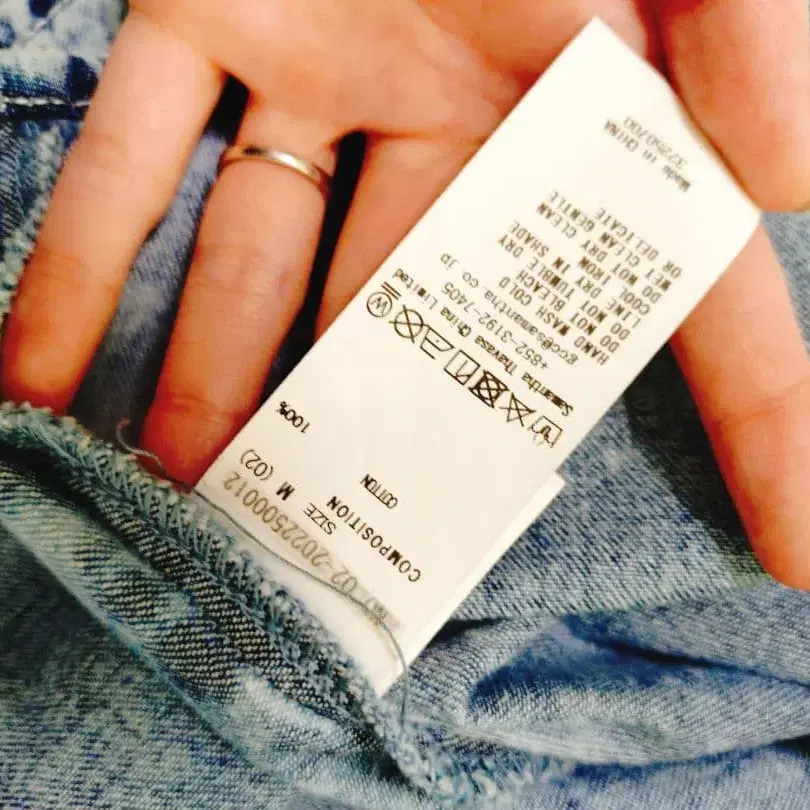 02-2022500012
SIZE M (02)
COMPOSITION
COTTON 100%
W
Samantha Thavasa China Limited
+852-3192-7405
gcc@samantha.co.jp
HAND WASH COLD
DO NOT BLEACH
DO NOT TUMBLE DRY
LINE DRY IN SHADE
COOL IRON
DO NOT DRY CLEAN
WET CLEAN GENTLE
OR DELICATE
Made in CHINA
32250700